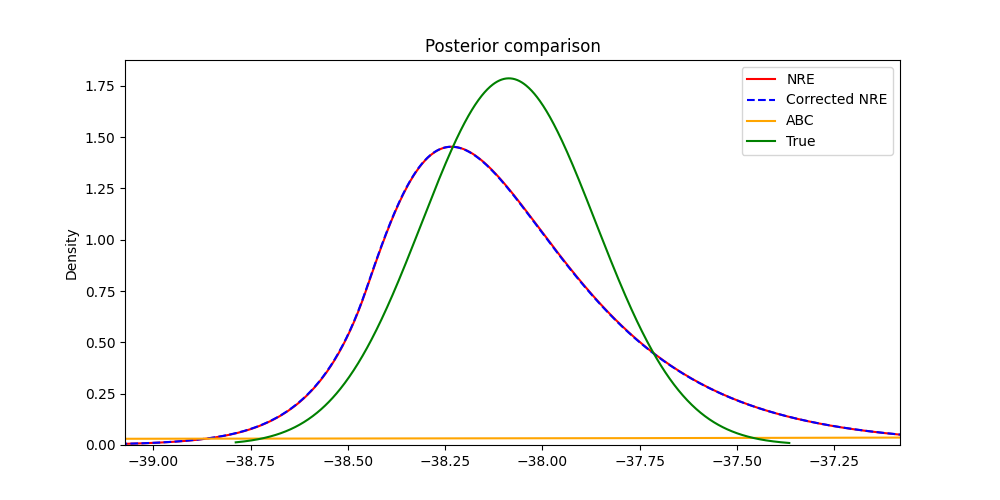 Posterior comparison
NRE
Corrected NRE
ABC
True
Density
1.75
1.50
1.25
1.00
0.75
0.50
0.25
0.00
−39.00 −38.75 −38.50 −38.25 −38.00 −37.75 −37.50 −37.25